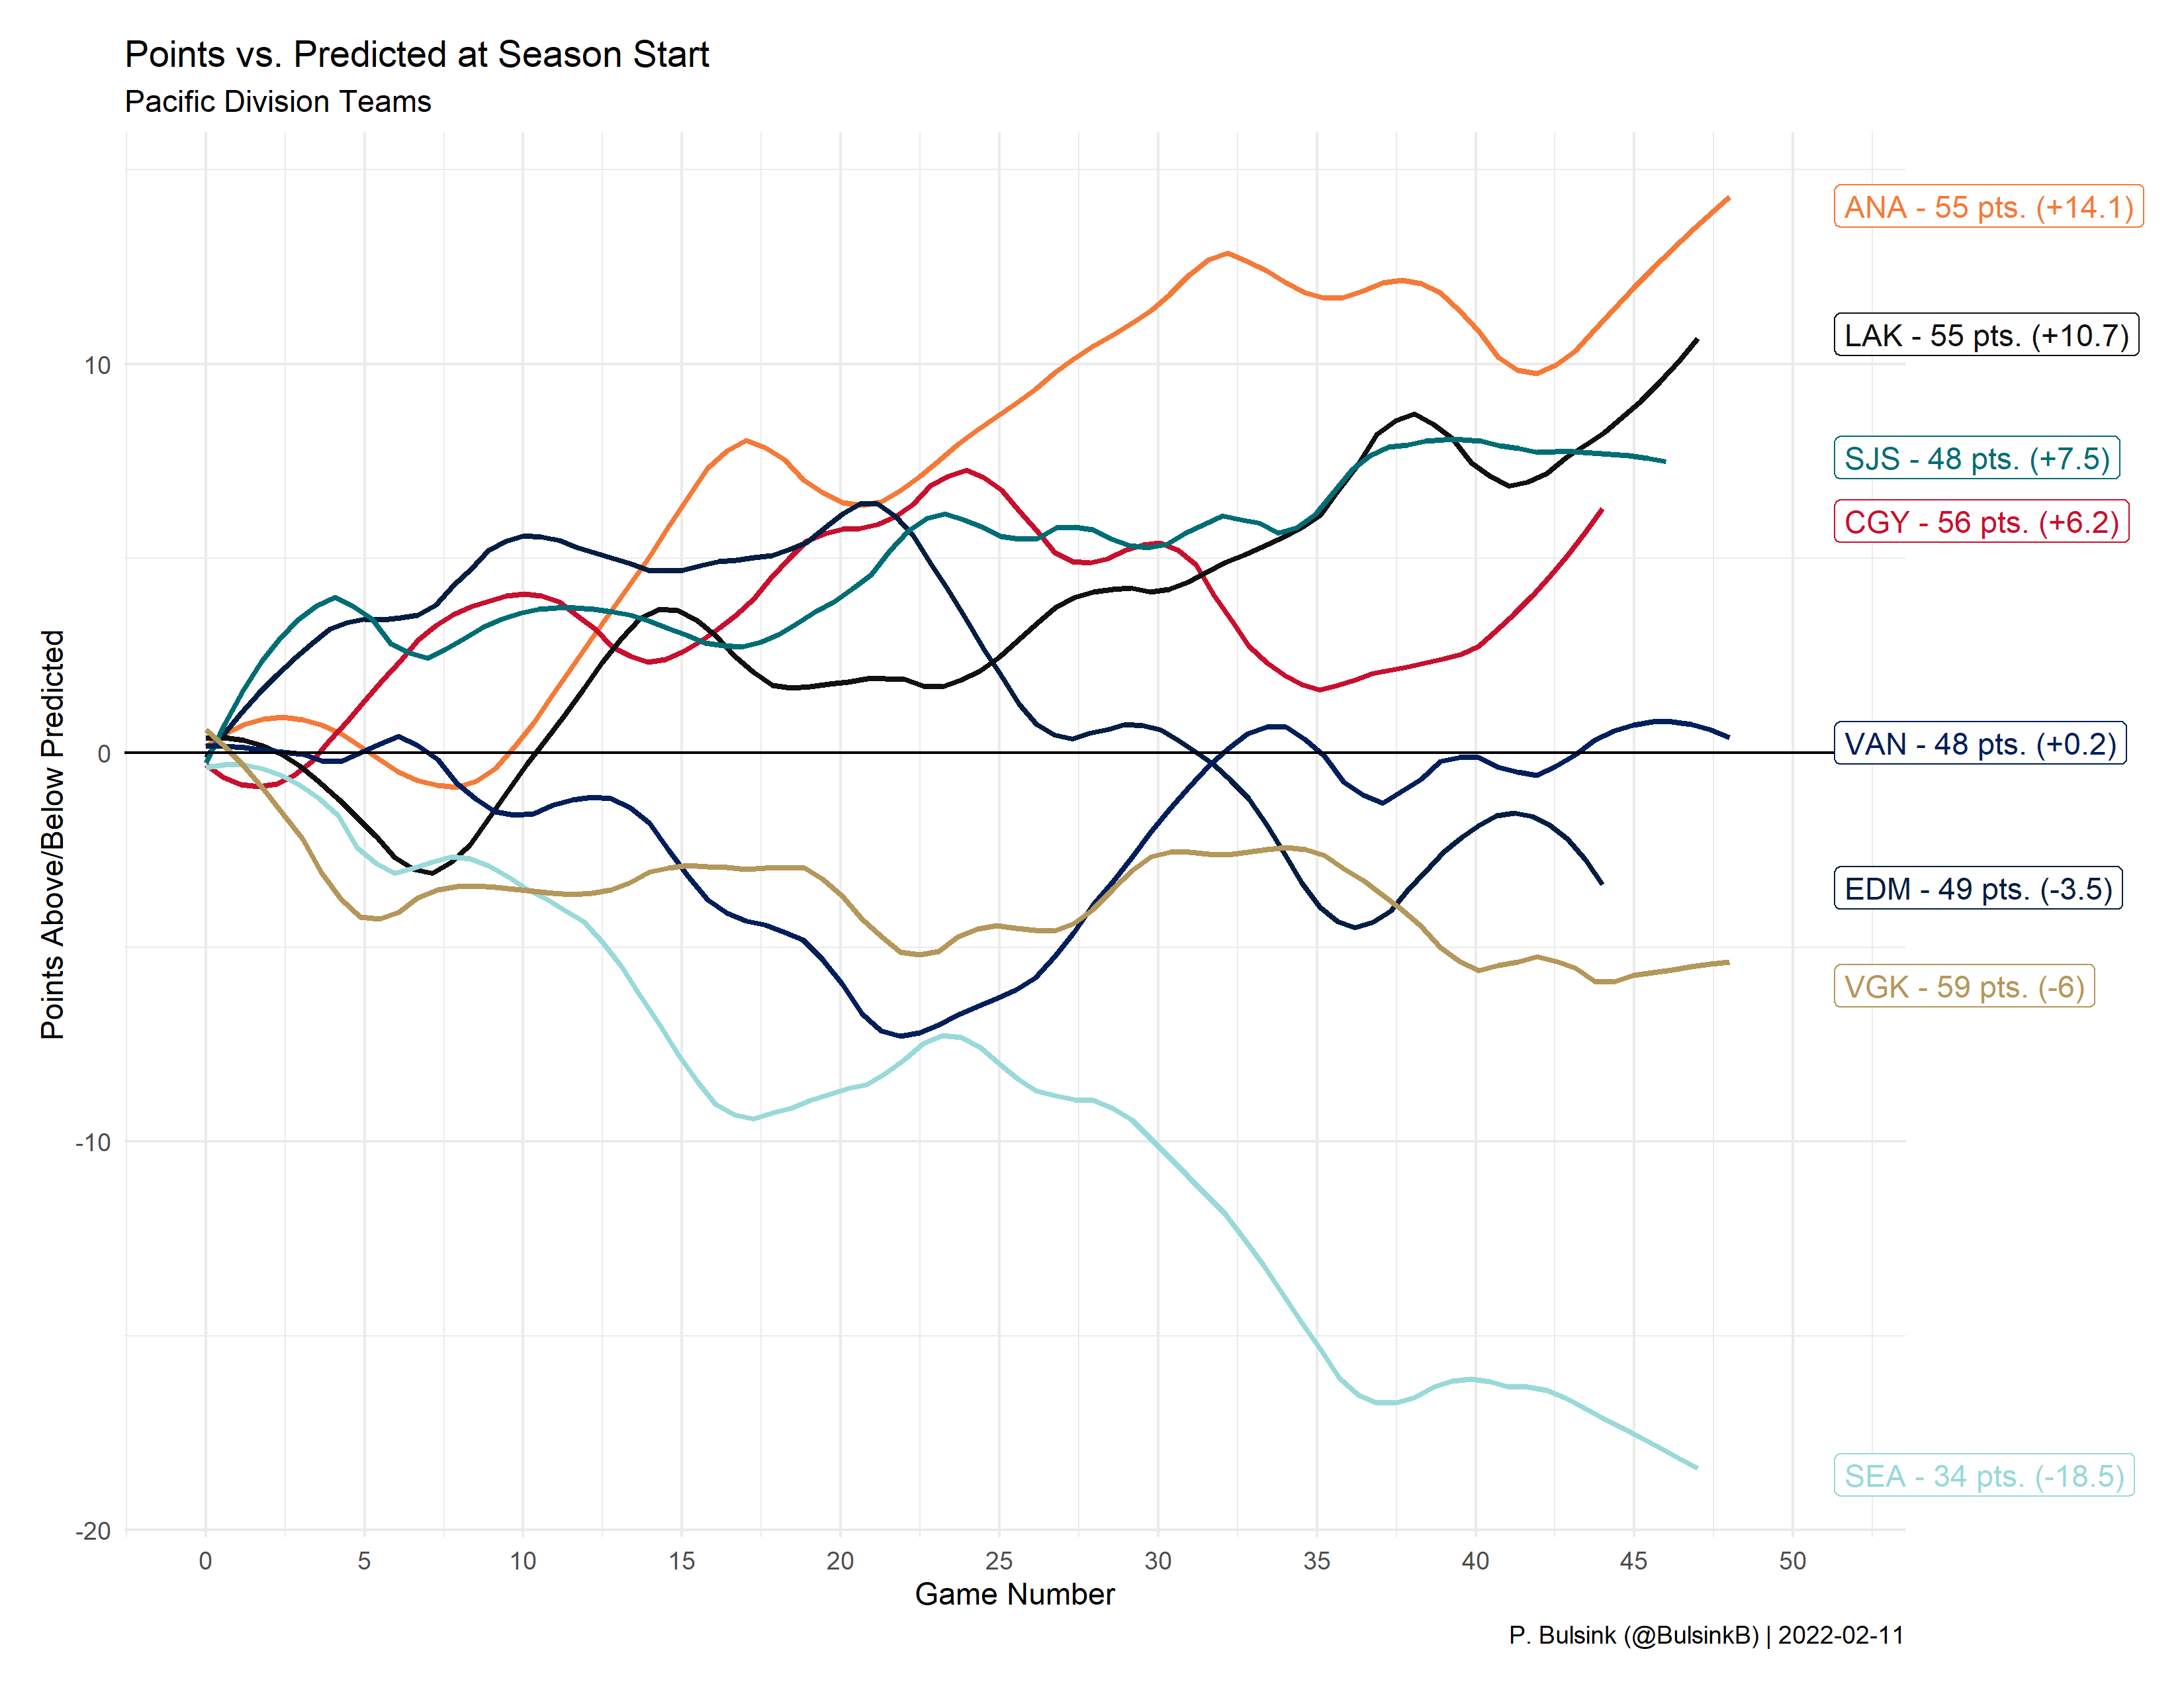 Points vs. Predicted at Season Start
Pacific Division Teams
Points Above/Below Predicted
10
0
-10
-20
ANA - 55 pts. (+14.1)
LAK - 55 pts. (+10.7)
SJS - 48 pts. (+7.5)
CGY - 56 pts. (+6.2)
VAN - 48 pts. (+0.2)
EDM - 49 pts. (-3.5)
VGK - 59 pts. (-6)
SEA - 34 pts. (-18.5)
0 5 10 15 20 25 30 35 40 45 50
Game Number
P. Bulsink (@BulsinkB) | 2022-02-11